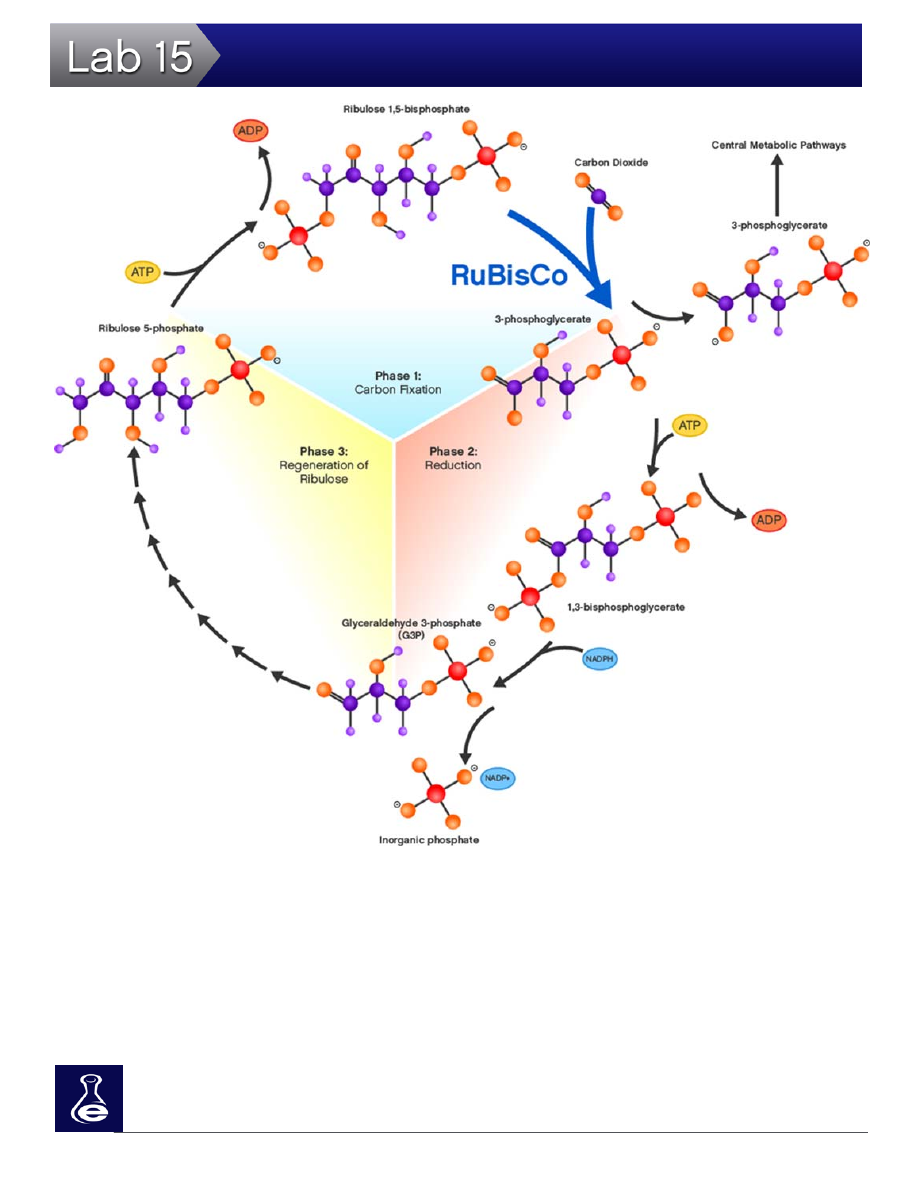 Lab 15
Ribulose 1,5-bisphosphate
ADP
Central Metabolic Pathways
Carbon Dioxide
3-phosphoglycerate
ATP
RuBisCo
3-phosphoglycerate
Ribulose 5-phosphate
Phase 1:
Carbon Fixation
ATP
Phase 3:
Regeneration of
Ribulose
Phase 2:
Reduction
ADP
1,3-bisphosphoglycerate
Glyceraldehyde 3-phosphate
(G3P)
NADPH
NADP+
Inorganic phosphate
e